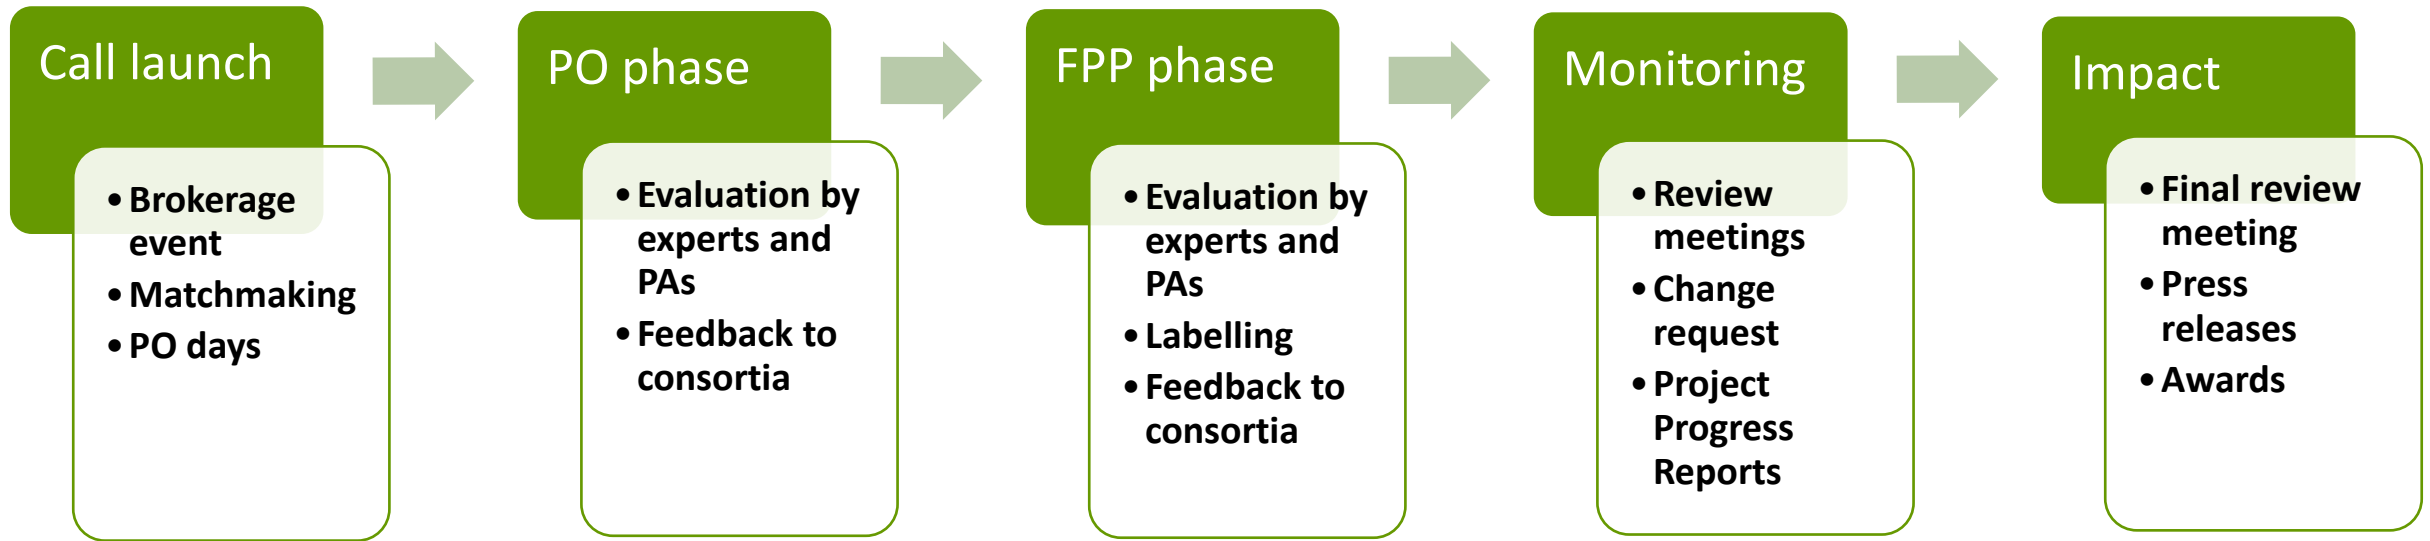 Call launch
• Brokerage
event
• Matchmaking
• PO days
PO phase
• Evaluation by
experts and
PAs
• Feedback to
consortia
FPP phase
• Evaluation by
experts and
PAs
• Labelling
• Feedback to
consortia
Monitoring
• Review
meetings
• Change
request
• Project
Progress
Reports
Impact
• Final review
meeting
• Press
releases
• Awards